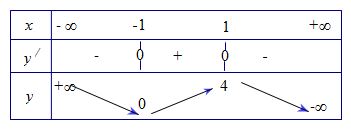 x -∞ -1 1 +∞
y′ - 0 + 0 -
y +∞ 0 4 -∞